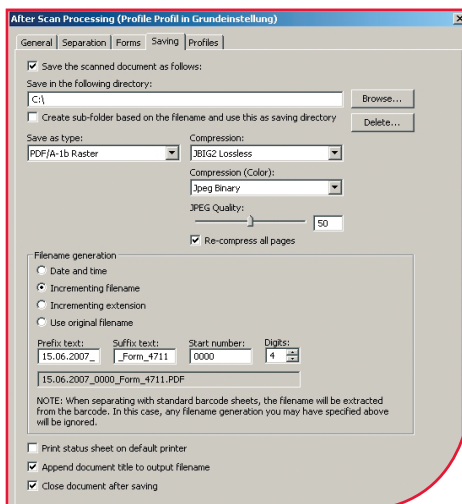 After Scan Processing (Profile Profil in Grundeinstellung)
General Separation Forms Saving Profiles
Save the scanned document as follows:
Save in the following directory:
C:\ Browse...
Create sub-folder based on the filename and use this as saving directory Delete...
Save as type: Compression:
PDF/A-1b Raster JBIG2 Lossless
Compression (Color):
Jpeg Binary
JPEG Quality:
50
Re-compress all pages
Filename generation
Date and time
Incrementing filename
Incrementing extension
Use original filename
Prefix text: Suffix text: Start number: Digits:
15.06.2007_ _Form_4711 0000 4
15.06.2007_0000_Form_4711.PDF
NOTE: When separating with standard barcode sheets, the filename will be extracted
from the barcode. In this case, any filename generation you may have specified above
will be ignored.
Print status sheet on default printer
Append document title to output filename
Close document after saving